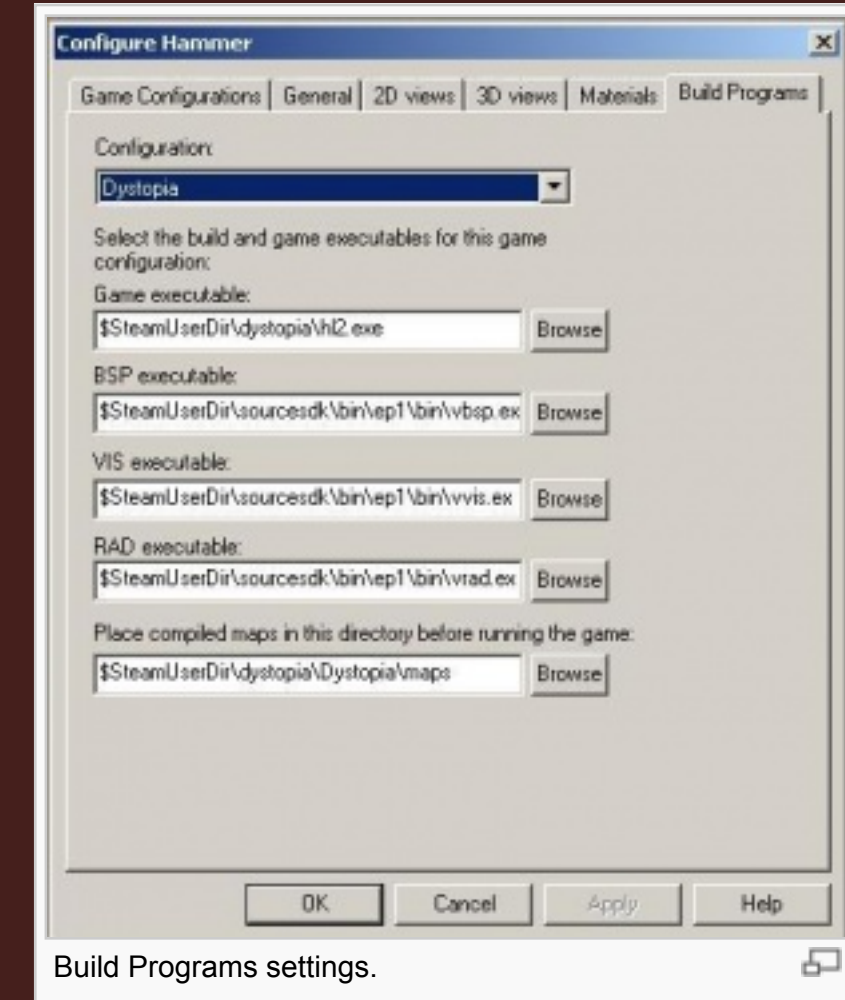 Configure Hammer
Game Configurations General 2D views 3D views Materials Build Programs
Configuration:
Dystopia
Select the build and game executables for this game
configuration:
Game executable:
$SteamUserDir\dystopia\hl2.exe Browse
BSP executable:
$SteamUserDir\sourcesdk\bin\ep1\bin\vbsp.ex Browse
VIS executable:
$SteamUserDir\sourcesdk\bin\ep1\bin\vvis.ex Browse
RAD executable:
$SteamUserDir\sourcesdk\bin\ep1\bin\vrad.ex Browse
Place compiled maps in this directory before running the game:
$SteamUserDir\dystopia\Dystopia\maps Browse
OK Cancel Apply Help
Build Programs settings.